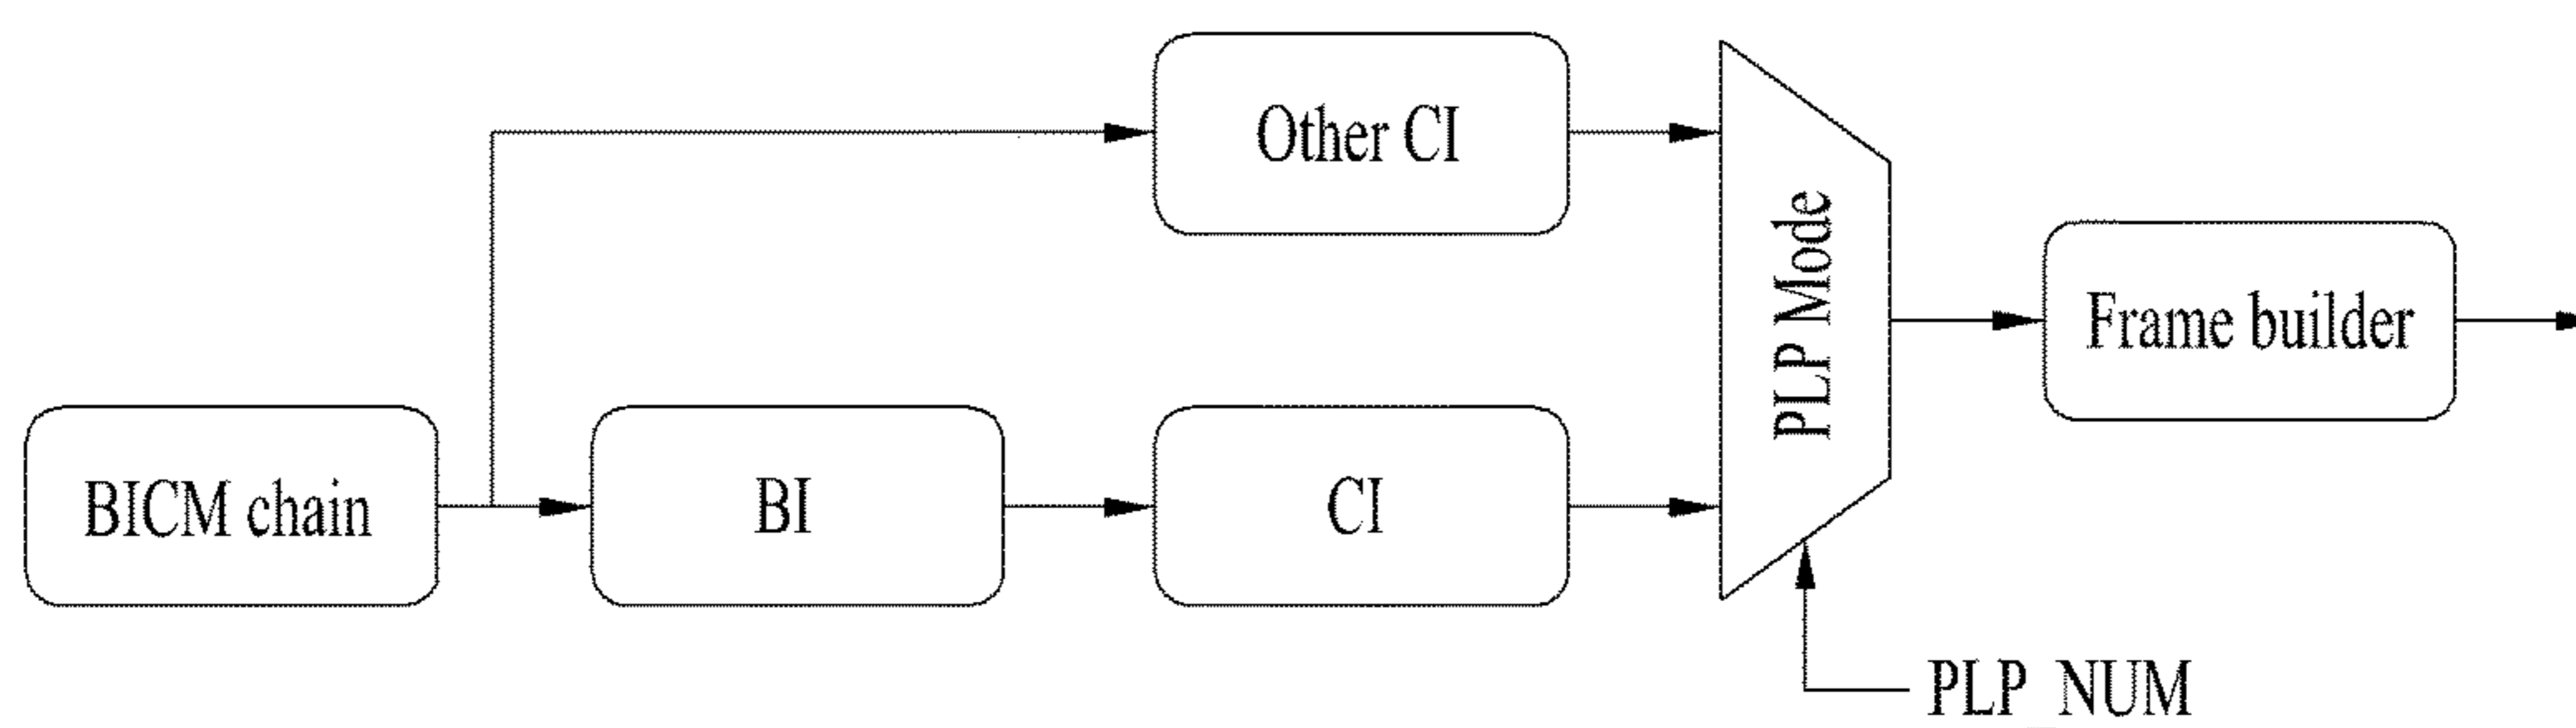 Other CI
PLP Mode
Frame builder
BICM chain
BI
CI
PLP_NUM